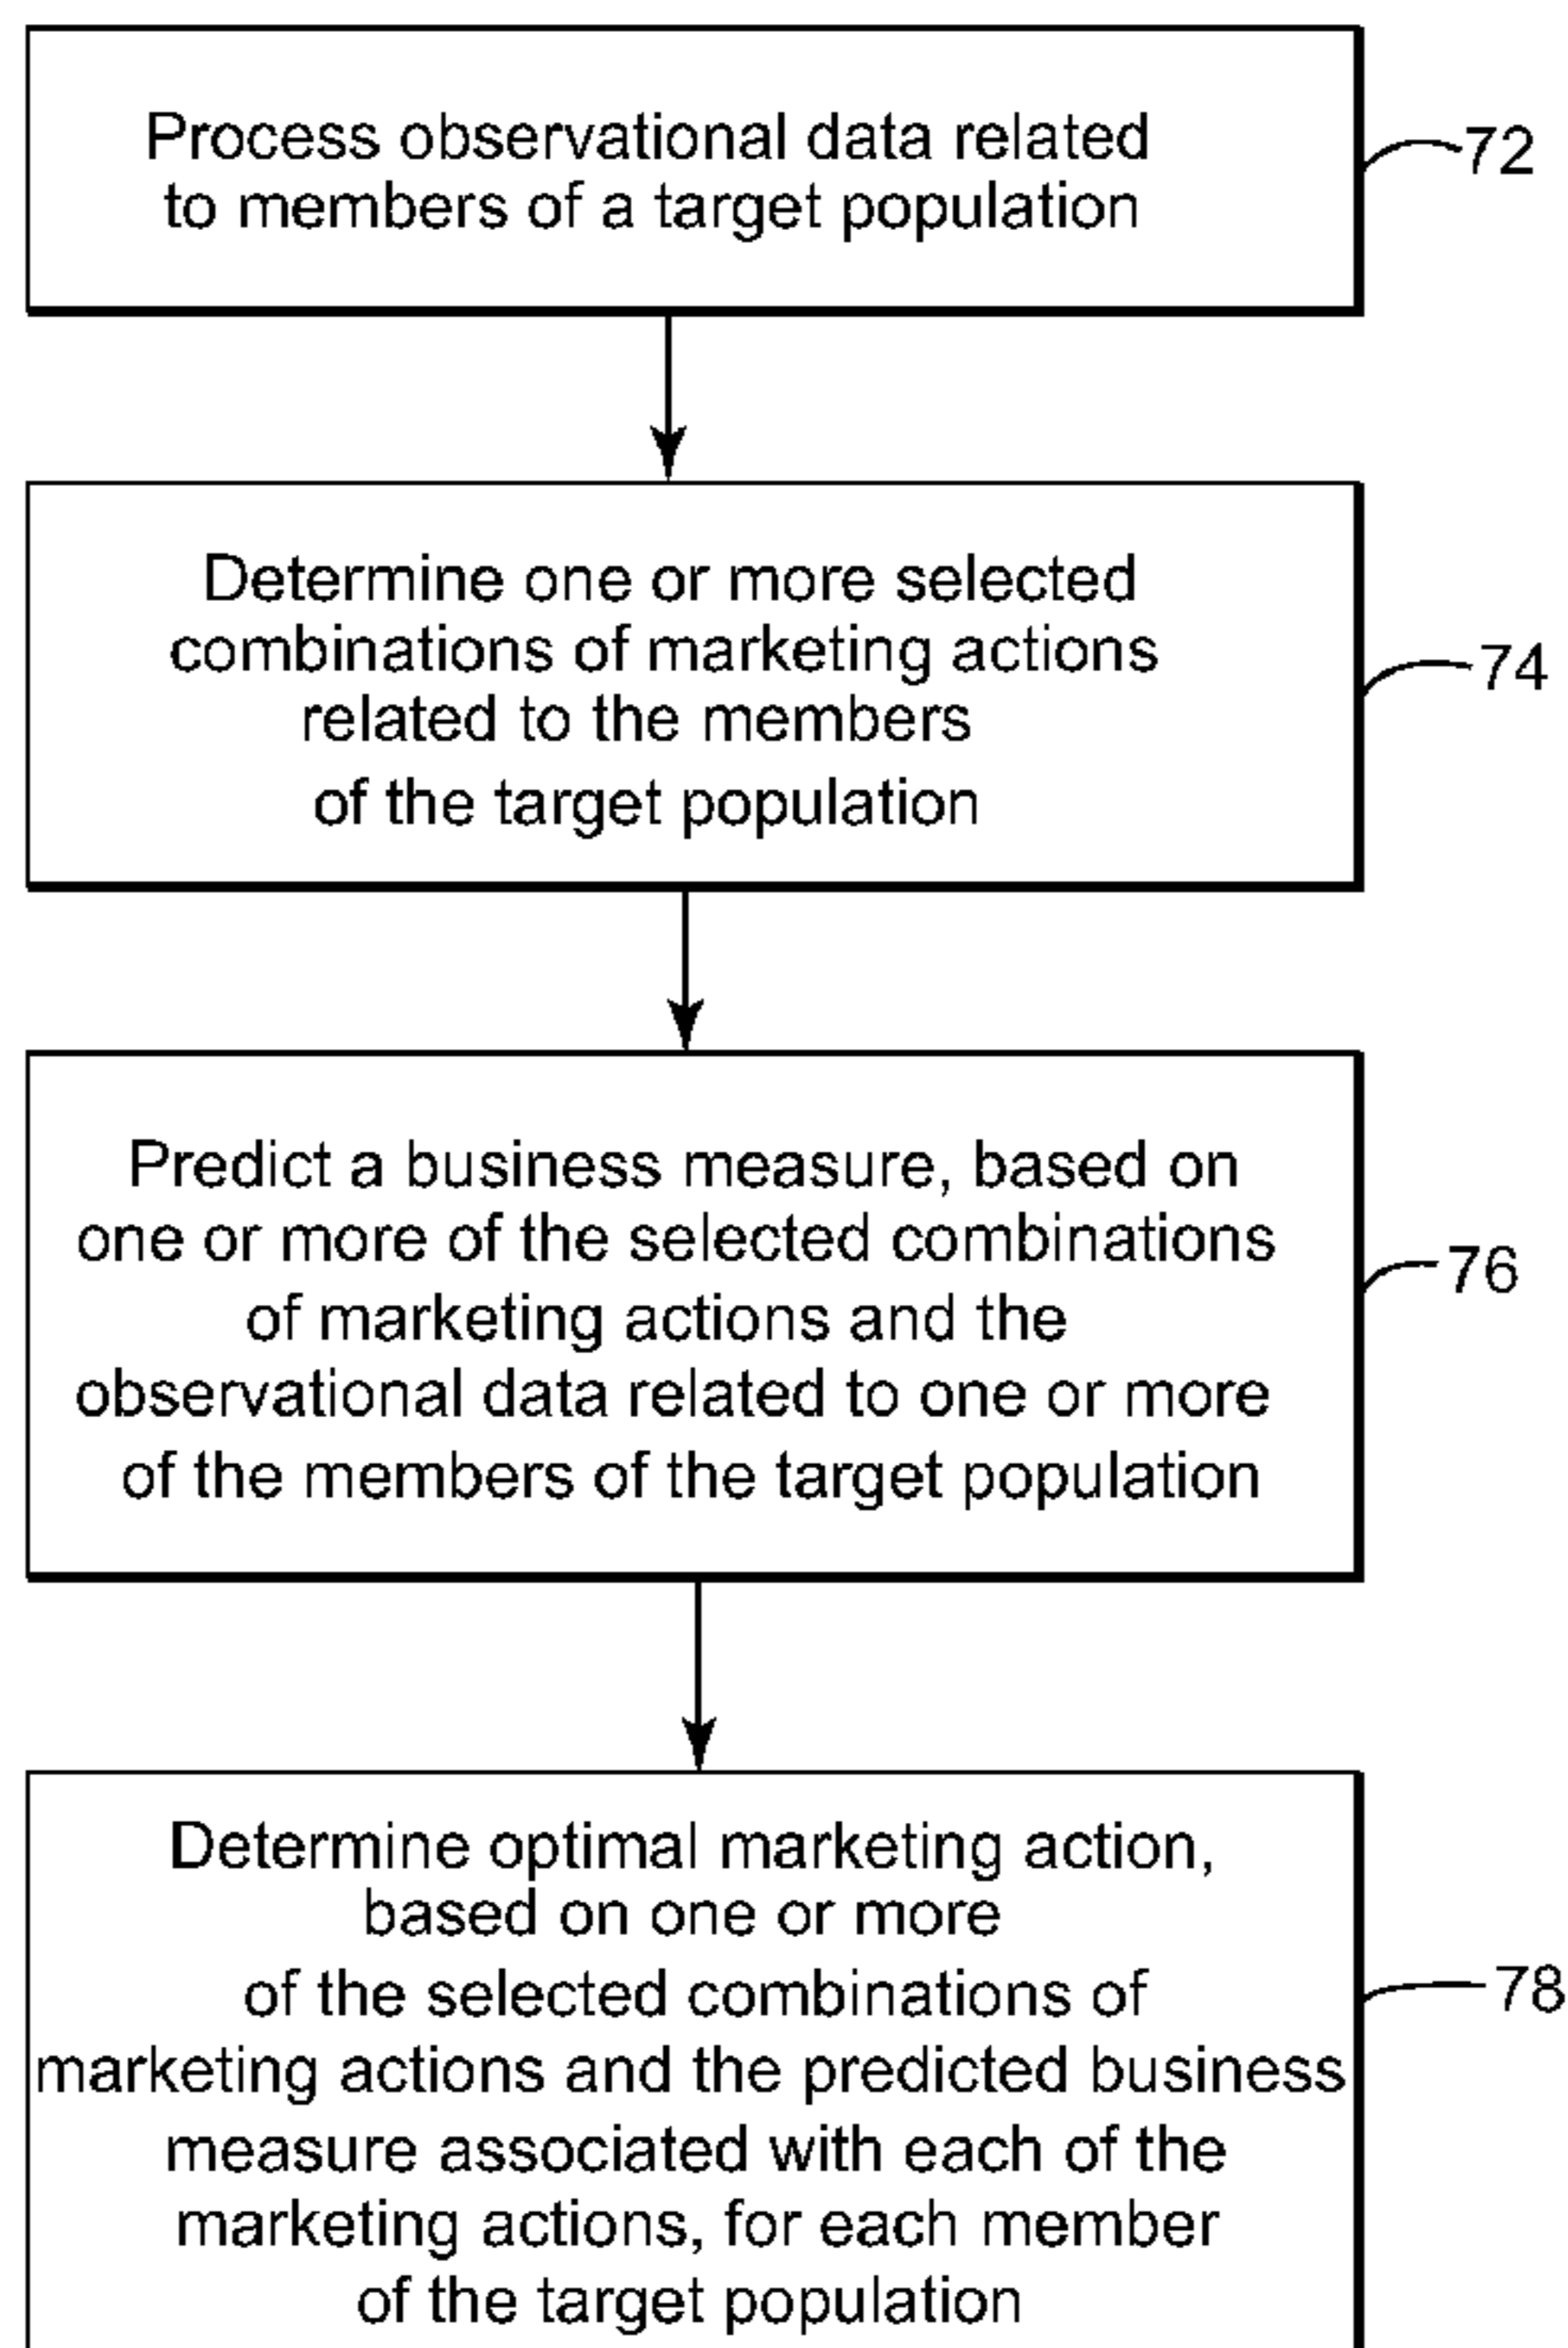 Process observational data related
to members of a target population
72
Determine one or more selected
combinations of marketing actions
related to the members
of the target population
74
Predict a business measure, based on
one or more of the selected combinations
of marketing actions and the
observational data related to one or more
of the members of the target population
76
Determine optimal marketing action,
based on one or more
of the selected combinations of
marketing actions and the predicted business
measure associated with each of the
marketing actions, for each member
of the target population
78